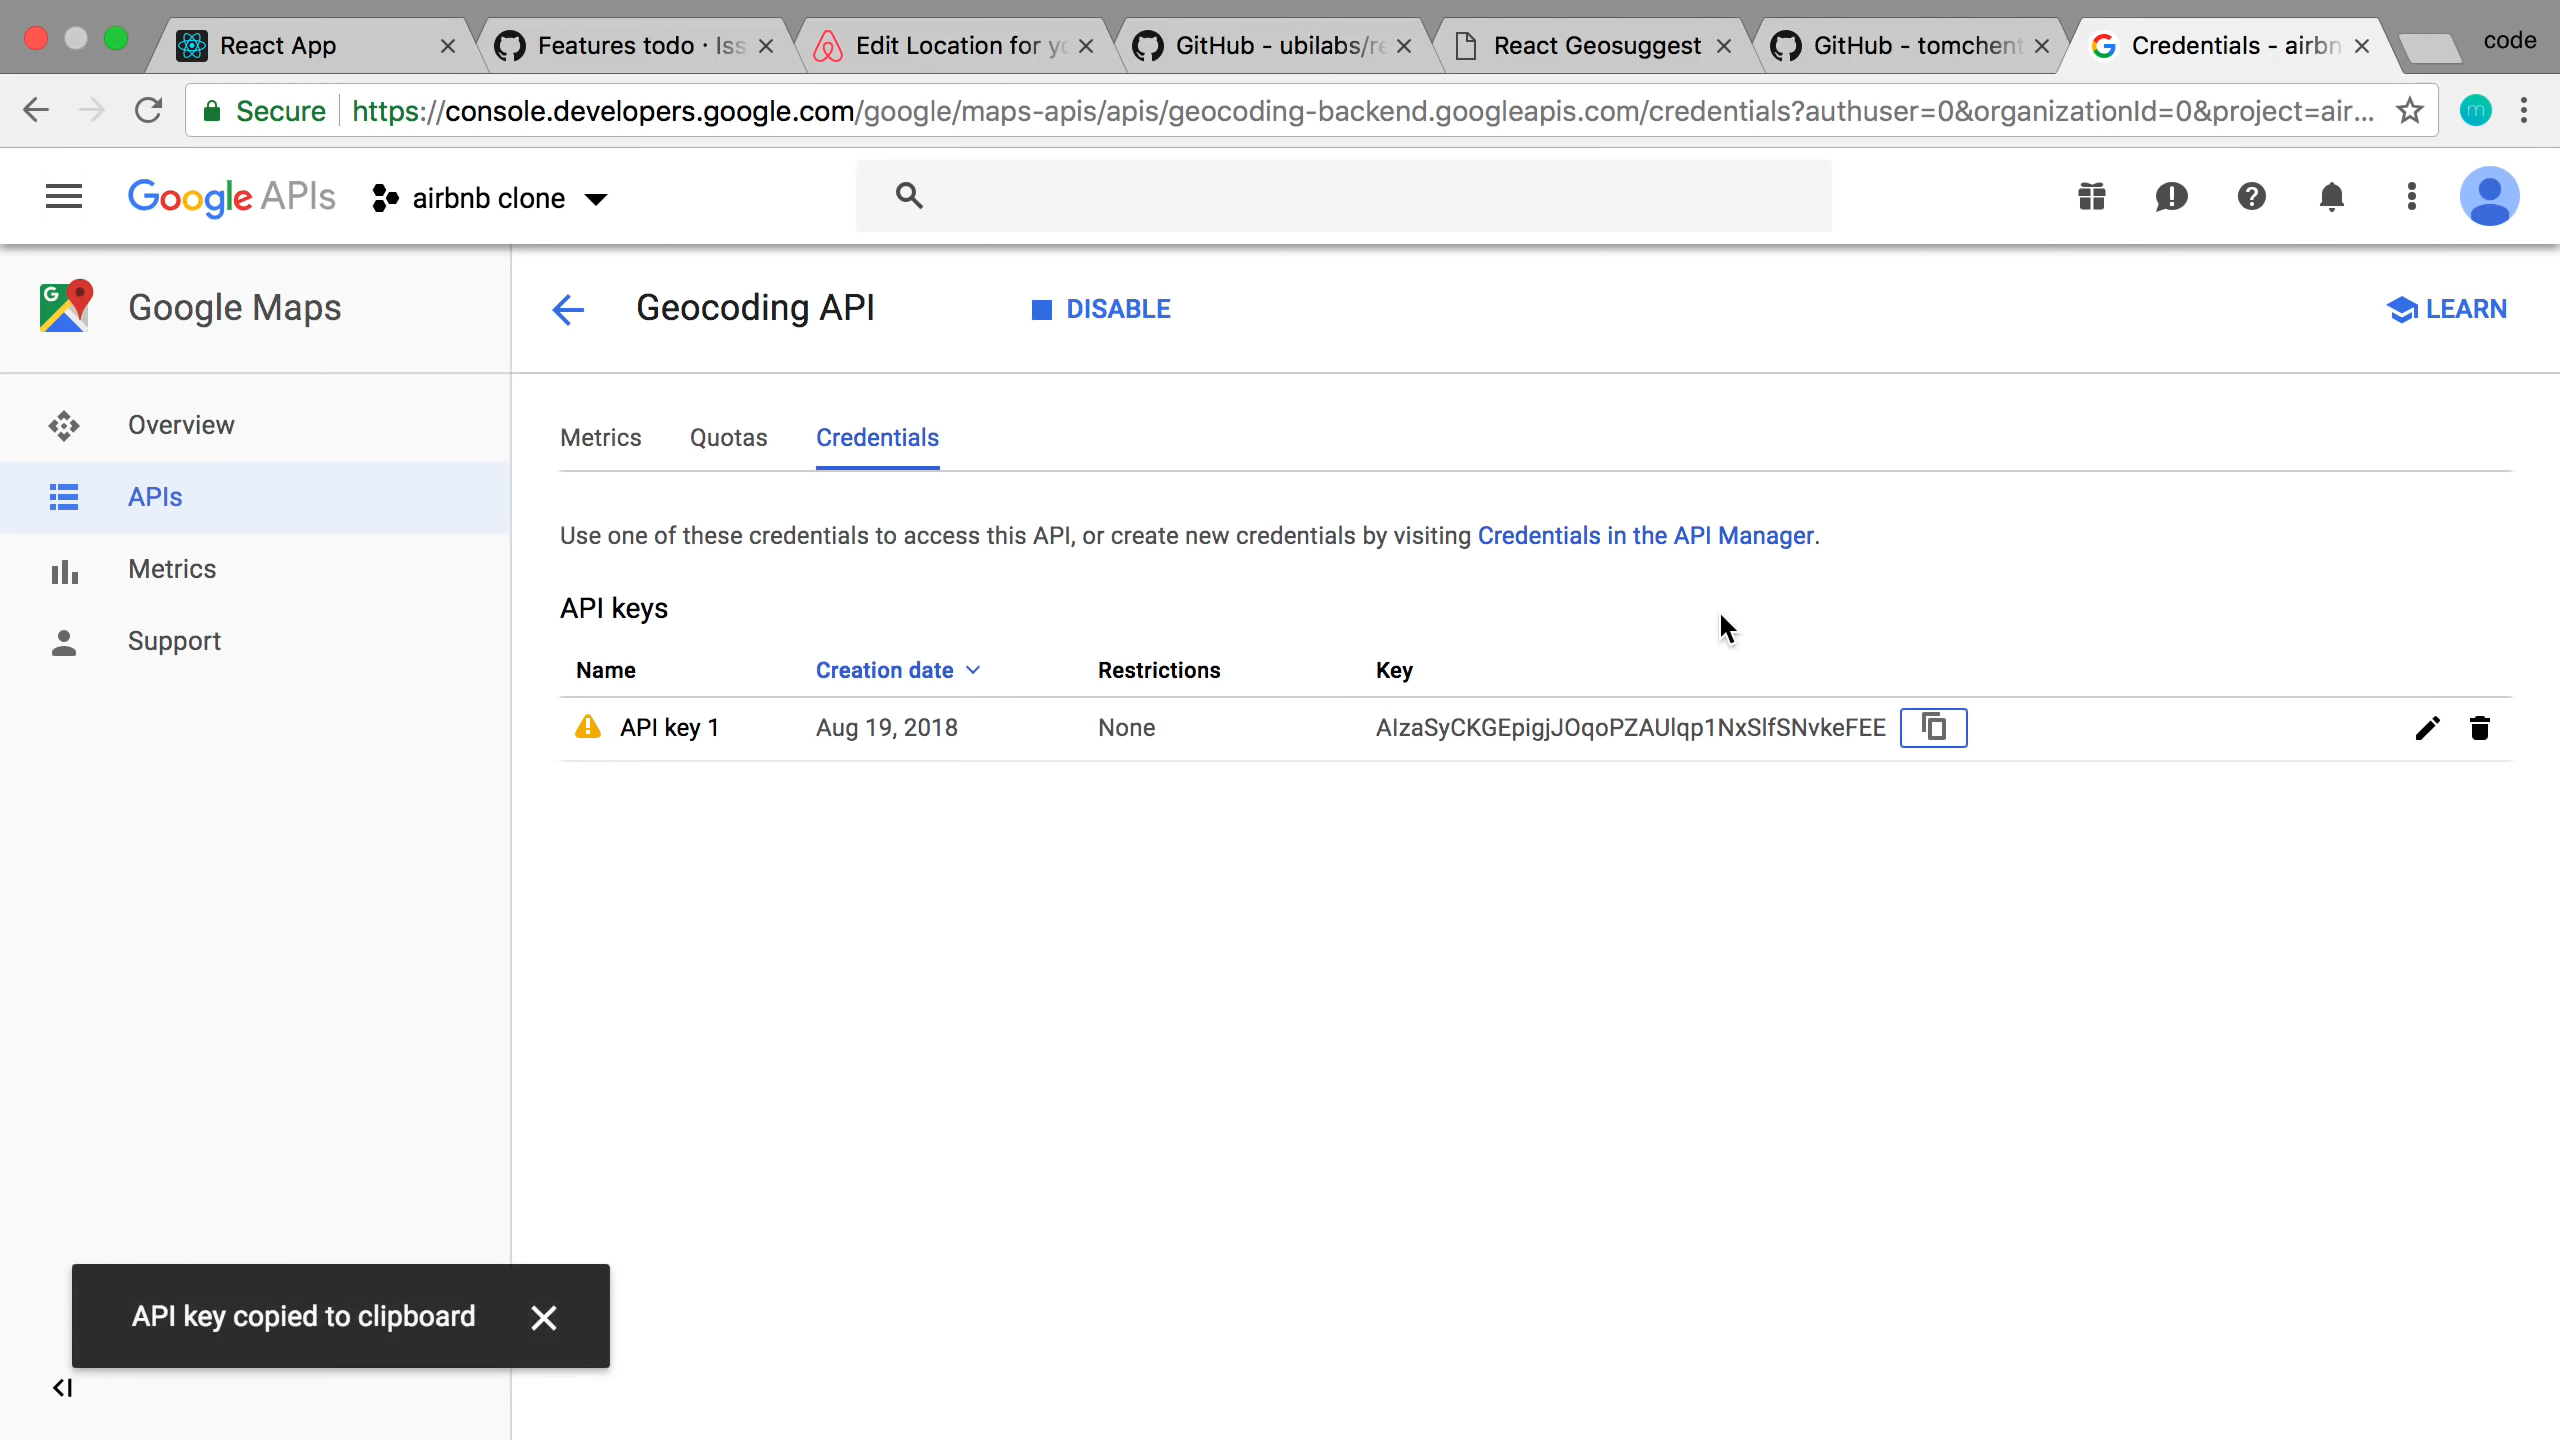 React App
Features todo · Iss
Edit Location for yo
GitHub - ubilabs/re
React Geosuggest
GitHub - tomchent
Credentials - airbn
code
Secure
https://console.developers.google.com/google/maps-apis/apis/geocoding-backend.googleapis.com/credentials?authuser=0&organizationId=0&project=air...
m
Google APIs
airbnb clone
Google Maps
Geocoding API
DISABLE
LEARN
Overview
APIs
Metrics
Support
Metrics Quotas Credentials
Use one of these credentials to access this API, or create new credentials by visiting Credentials in the API Manager.
API keys
Name Creation date Restrictions Key
API key 1 Aug 19, 2018 None AIzaSyCKGEpigjJOqoPZAUlqp1NxSlfSNvkeFEE
API key copied to clipboard